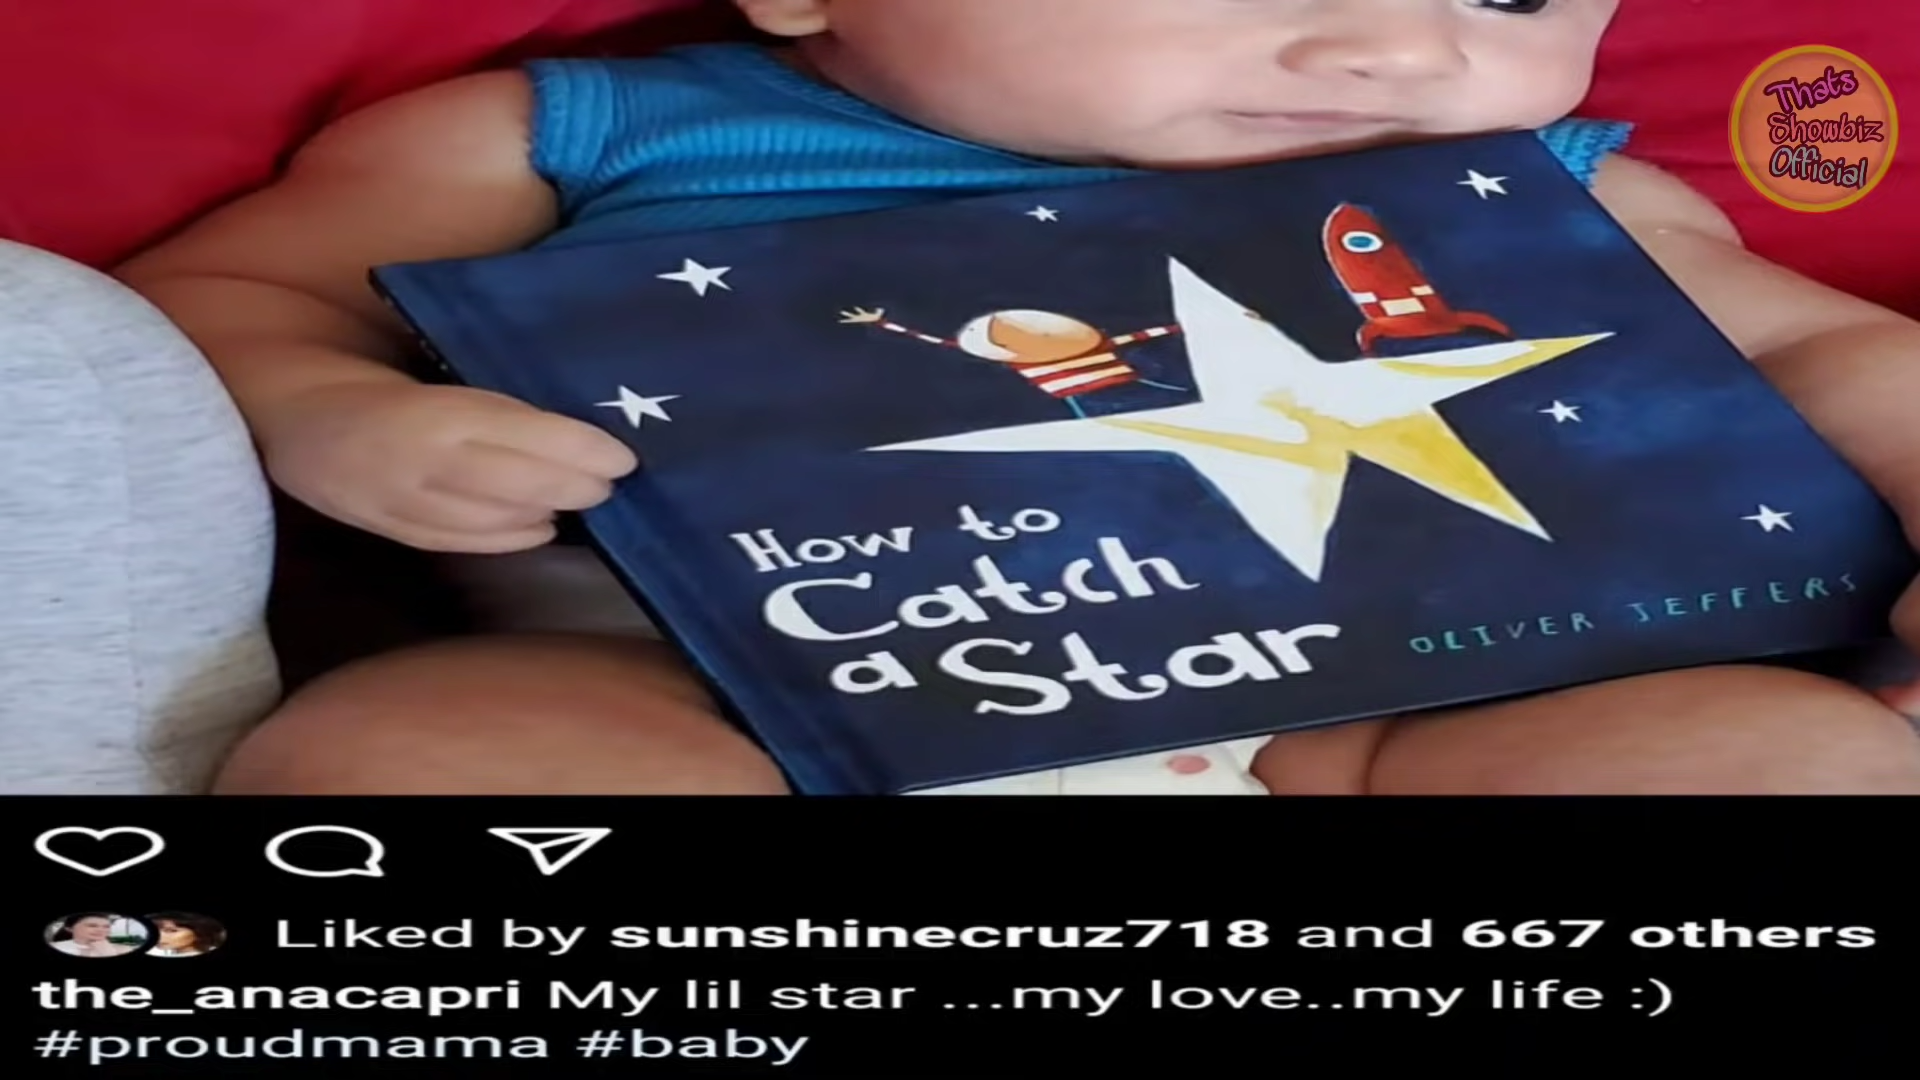 Thats
Showbiz
Official
How to
Catch
a Star
OLIVER JEFFERS
Liked by sunshinecruz718 and 667 others
the_anacapri My lil star ...my love..my life :)
#proudmama #baby